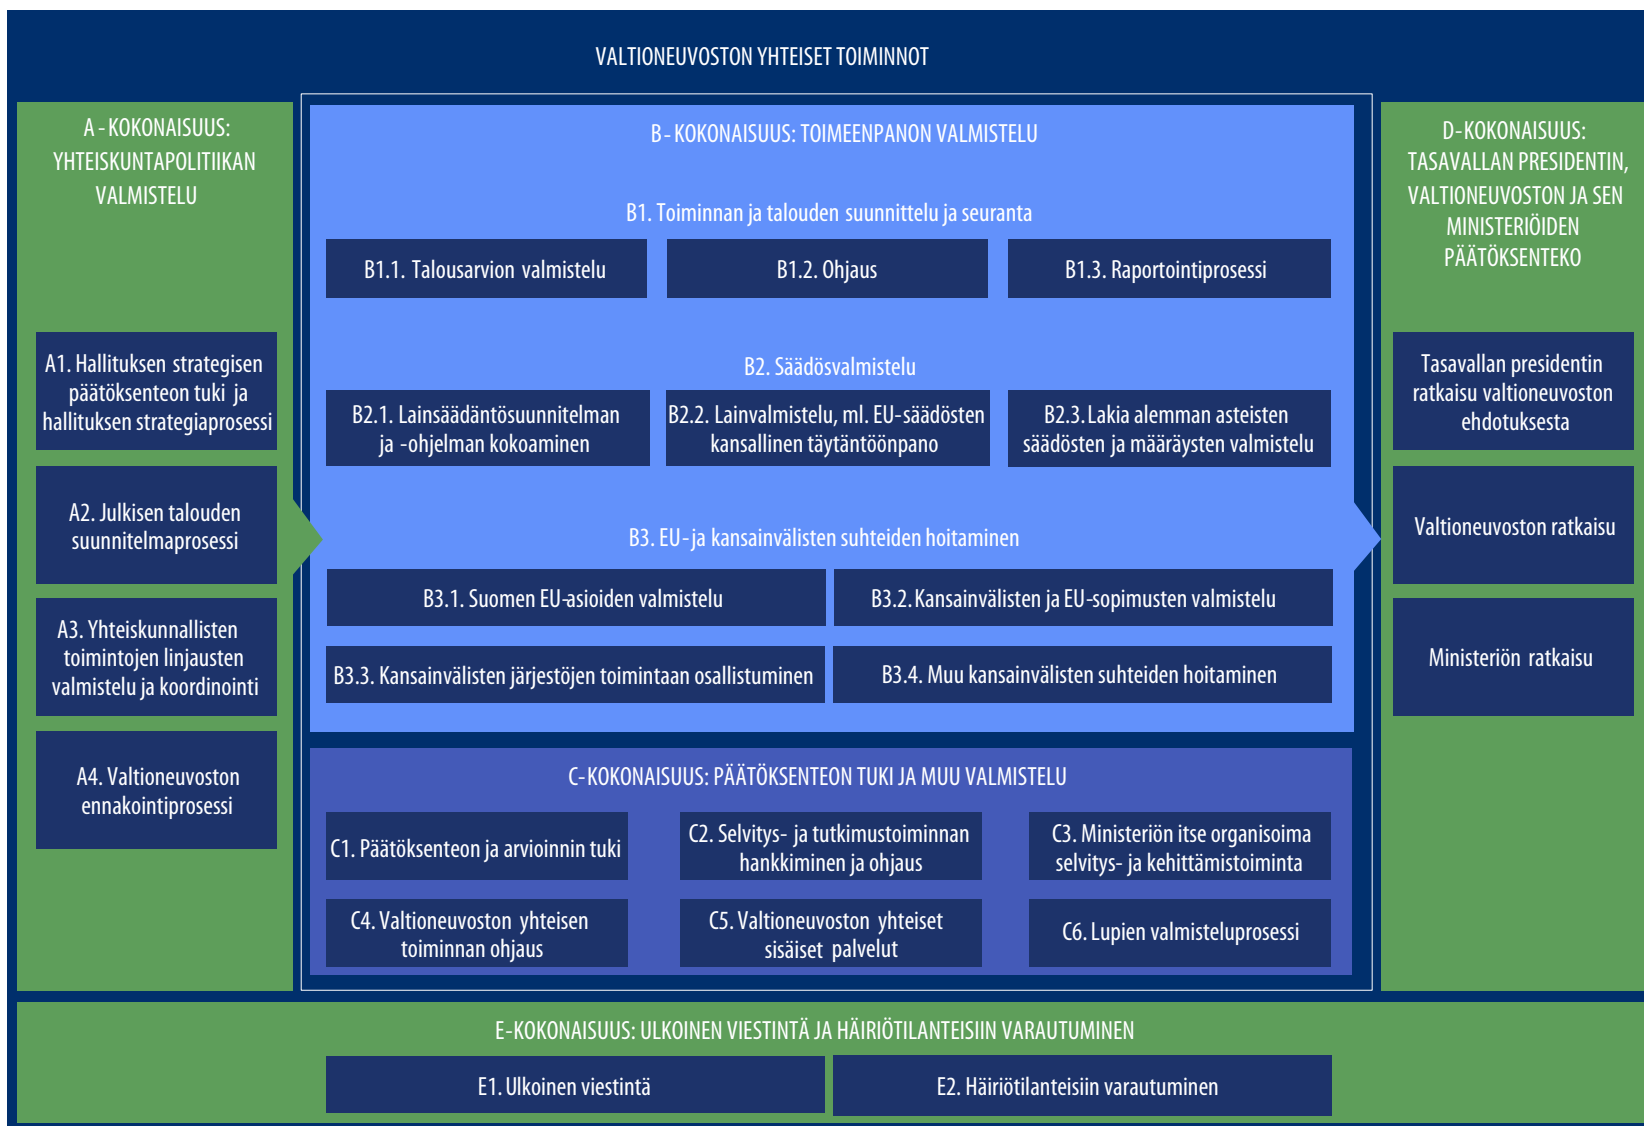 VALTIONEUVOSTON YHTEISET TOIMINNOT
A - KOKONAISUUS:
YHTEISKUNTAPOLITIIKAN
VALMISTELU
A1. Hallituksen strategisen
päätöksenteon tuki ja
hallituksen strategiaprosessi
A2. Julkisen talouden
suunnitelmaprosessi
A3. Yhteiskunnallisten
toimintojen linjausten
valmistelu ja koordinointi
A4. Valtioneuvoston
ennakointiprosessi
B- KOKONAISUUS: TOIMEENPANON VALMISTELU
B1. Toiminnan ja talouden suunnittelu ja seuranta
B1.1. Talousarvion valmistelu
B1.2. Ohjaus
B1.3. Raportointiprosessi
B2. Säädösvalmistelu
B2.1. Lainsäädäntösuunnitelman
ja -ohjelman kokoaminen
B2.2. Lainvalmistelu, ml. EU-säädösten
kansallinen täytäntöönpano
B2.3. Lakia alemman asteisten
säädösten ja määräysten valmistelu
B3. EU-ja kansainvälisten suhteiden hoitaminen
B3.1. Suomen EU-asioiden valmistelu
B3.2. Kansainvälisten ja EU-sopimusten valmistelu
B3.3. Kansainvälisten järjestöjen toimintaan osallistuminen
B3.4. Muu kansainvälisten suhteiden hoitaminen
C-KOKONAISUUS: PÄÄTÖKSENTEON TUKI JA MUU VALMISTELU
C1. Päätöksenteon ja arvioinnin tuki
C2. Selvitys- ja tutkimustoiminnan
hankkiminen ja ohjaus
C3. Ministeriön itse organisoima
selvitys- ja kehittämistoiminta
C4. Valtioneuvoston yhteisen
toiminnan ohjaus
C5. Valtioneuvoston yhteiset
sisäiset palvelut
C6. Lupien valmisteluprosessi
D-KOKONAISUUS:
TASAVALLAN PRESIDENTIN,
VALTIONEUVOSTON JA SEN
MINISTERIÖIDEN
PÄÄTÖKSENTEKO
Tasavallan presidentin
ratkaisu valtioneuvoston
ehdotuksesta
Valtioneuvoston ratkaisu
Ministeriön ratkaisu
E-KOKONAISUUS: ULKOINEN VIESTINTÄ JA HÄIRIÖTILANTEISIIN VARAUTUMINEN
E1. Ulkoinen viestintä
E2. Häiriötilanteisiin varautuminen